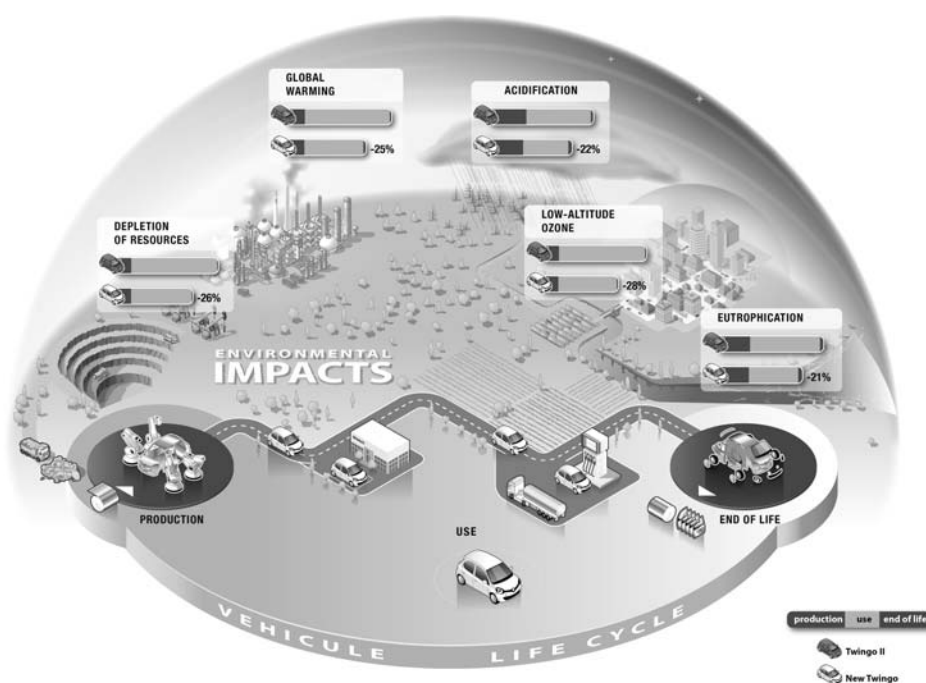 GLOBAL
WARMING
-25%
ACIDIFICATION
-22%
DEPLETION
OF RESOURCES
-26%
LOW-ALTITUDE
OZONE
-28%
EUTROPHICATION
-21%
ENVIRONMENTAL
IMPACTS
PRODUCTION
USE
END OF LIFE
VEHICULE LIFE CYCLE
production use end of life
Twingo II
New Twingo